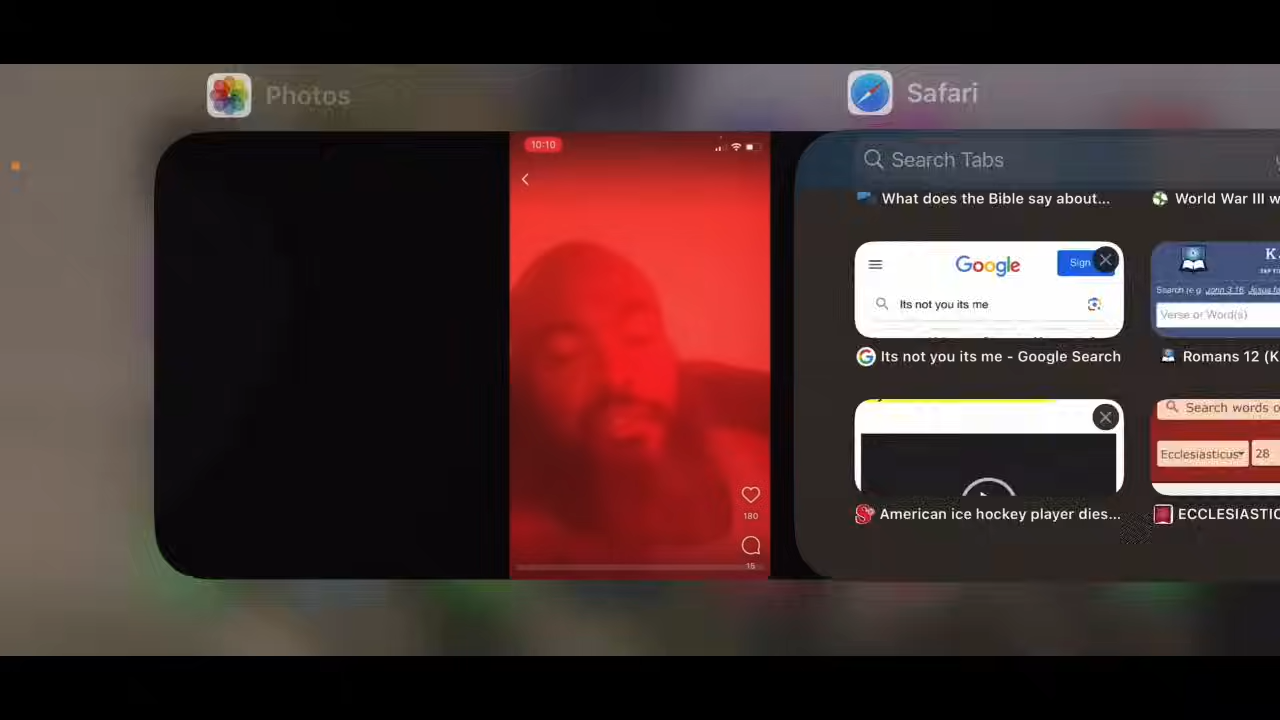 Photos
10:10
180
15
Safari
Search Tabs
What does the Bible say about...
World War III w
Google
Sign
Its not you its me
Its not you its me - Google Search
K
Search (e.g. John 3 16, Jesus fa
Verse or Word(s)
Romans 12 (K
American ice hockey player dies...
Search words o
Ecclesiasticus
28
ECCLESIASTIC